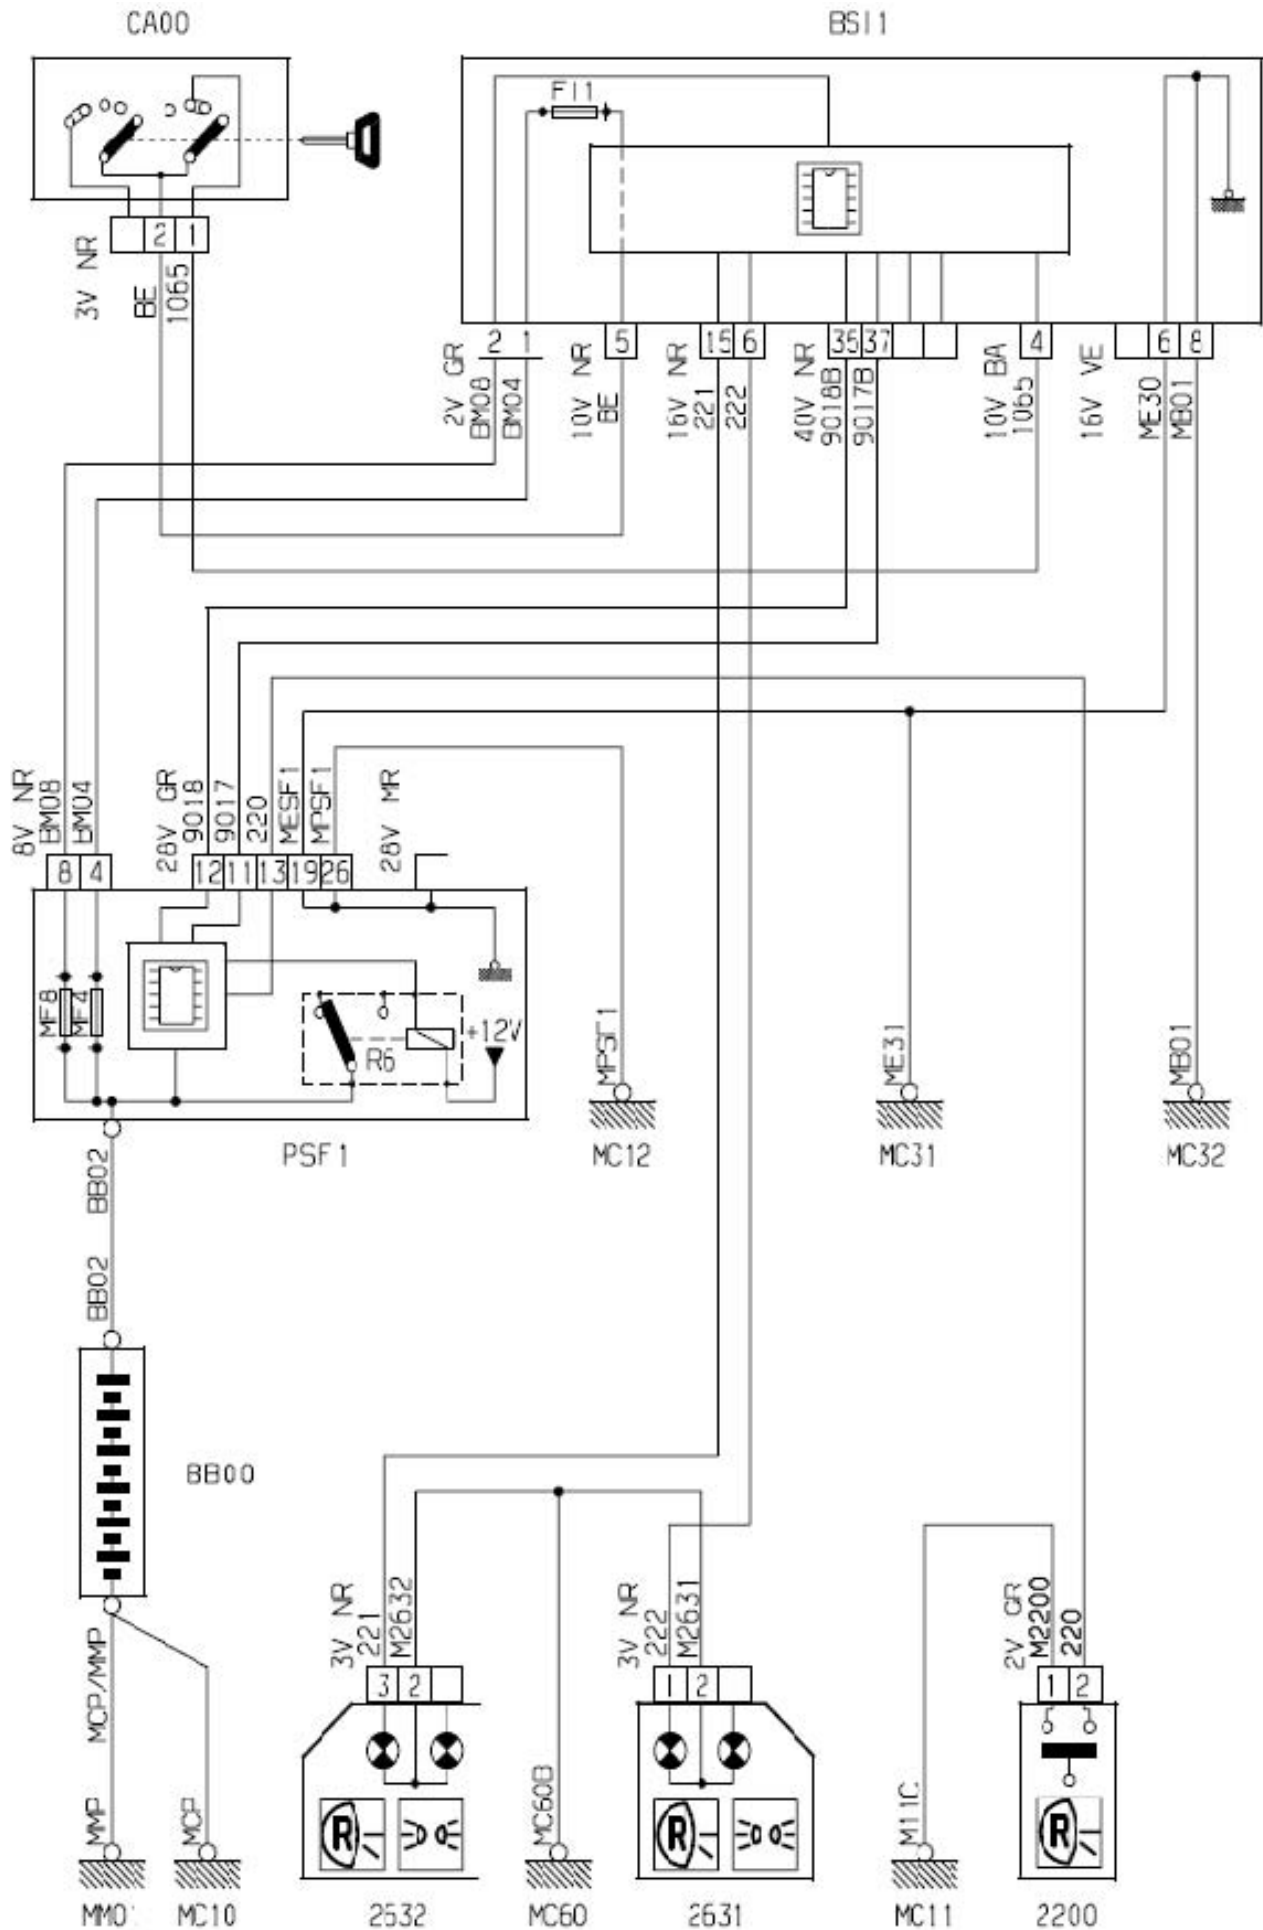 CA00
BSI1
F11
2
1
3V NR
BE
1065
2
1
5
15
6
35
37
4
6
8
2V GR
BM08
BM04
10V NR
BE
16V NR
221
222
40V NR
9018B
9017B
10V BA
1065
16V VE
ME30
MB01
8V NR
BM08
BM04
28V GR
9018
9017
220
MESF1
MPSF1
28V MR
8
4
12
11
13
19
26
MF8
MF4
R6
+12V
PSF1
MPSF1
ME31
MB01
MC12
MC31
MC32
BB02
BB02
BB00
MCP/MMP
3V NR
221
M2632
3V NR
222
M2631
2V GR
M2200
220
3
2
1
2
1
2
MMP
MCP
MC60B
M11C
R
R
R
MM01
MC10
2632
MC60
2631
MC11
2200